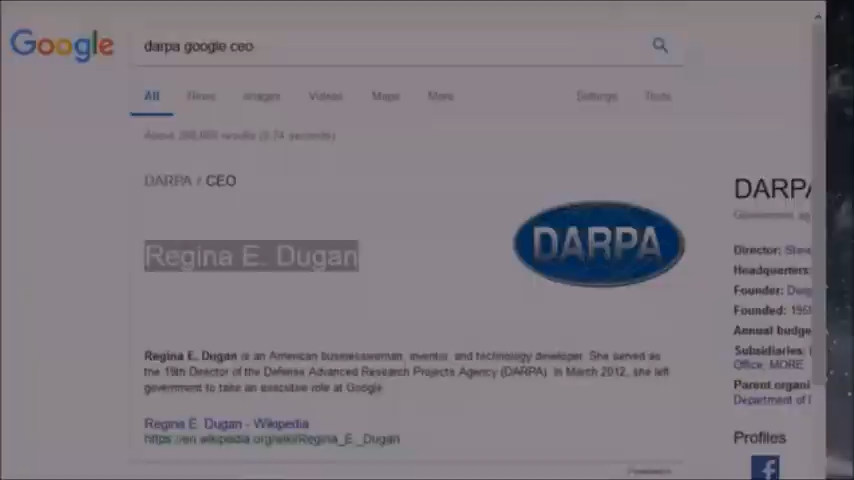 Google
darpa google ceo
All News Images Videos Maps More Settings Tools
About results seconds)
DARPA / CEO
Regina E. Dugan
DARPA
DARPA
Government
Director:
Headquarters:
Founder:
Founded:
Annual
Subsidiaries:
Office, MORE
Parent
Department of
Regina E. Dugan is an American businesswoman, inventor, and technology developer. She served as
the 19th Director of the Defense Advanced Research Projects Agency (DARPA). In March 2012, she left
government to take an executive role at Google.
Regina E. Dugan - Wikipedia
https://en.wikipedia.org/wiki/Regina_E._Dugan
Profiles
f